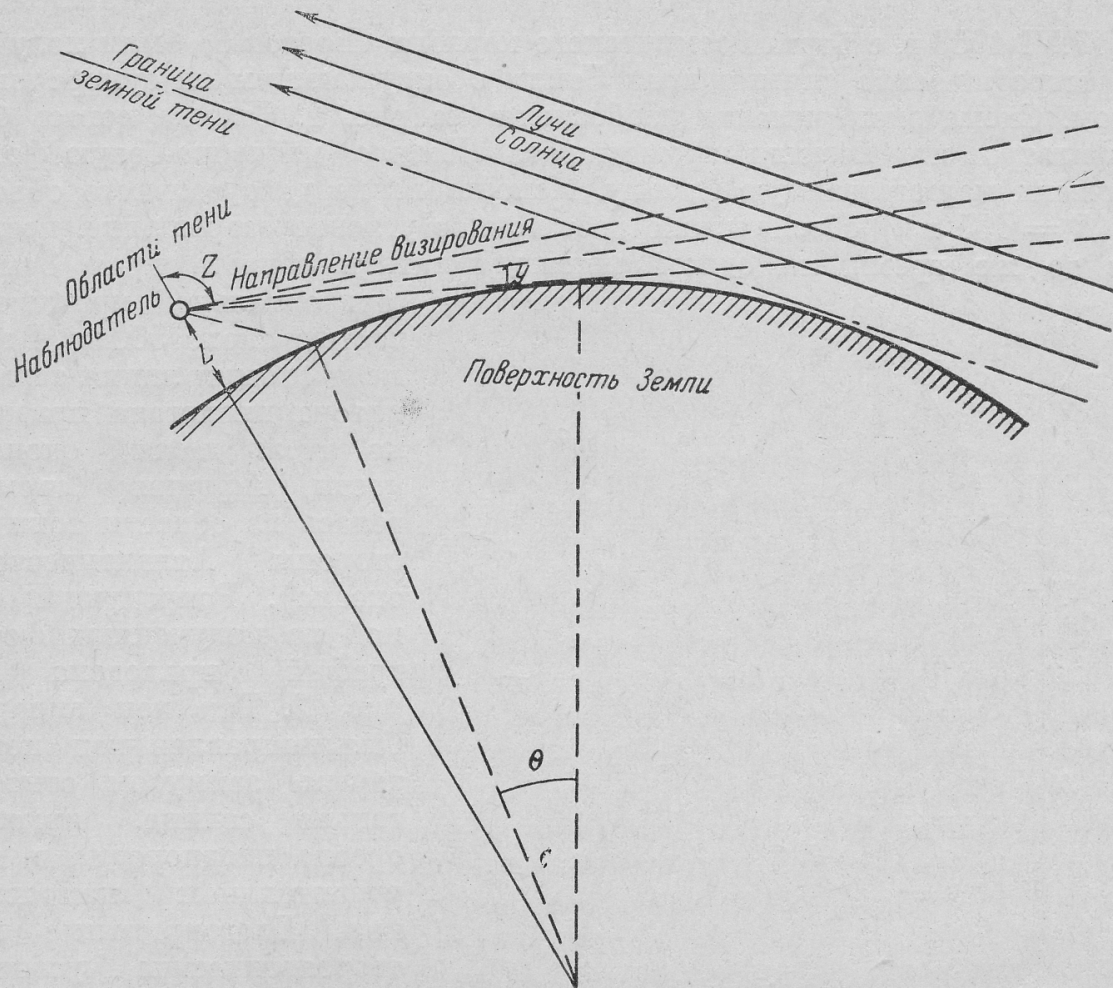 Граница
земной тени
Лучи
Солнца
Области тени
Z
Направление визирования
y
Наблюдатель
L
Поверхность Земли
θ